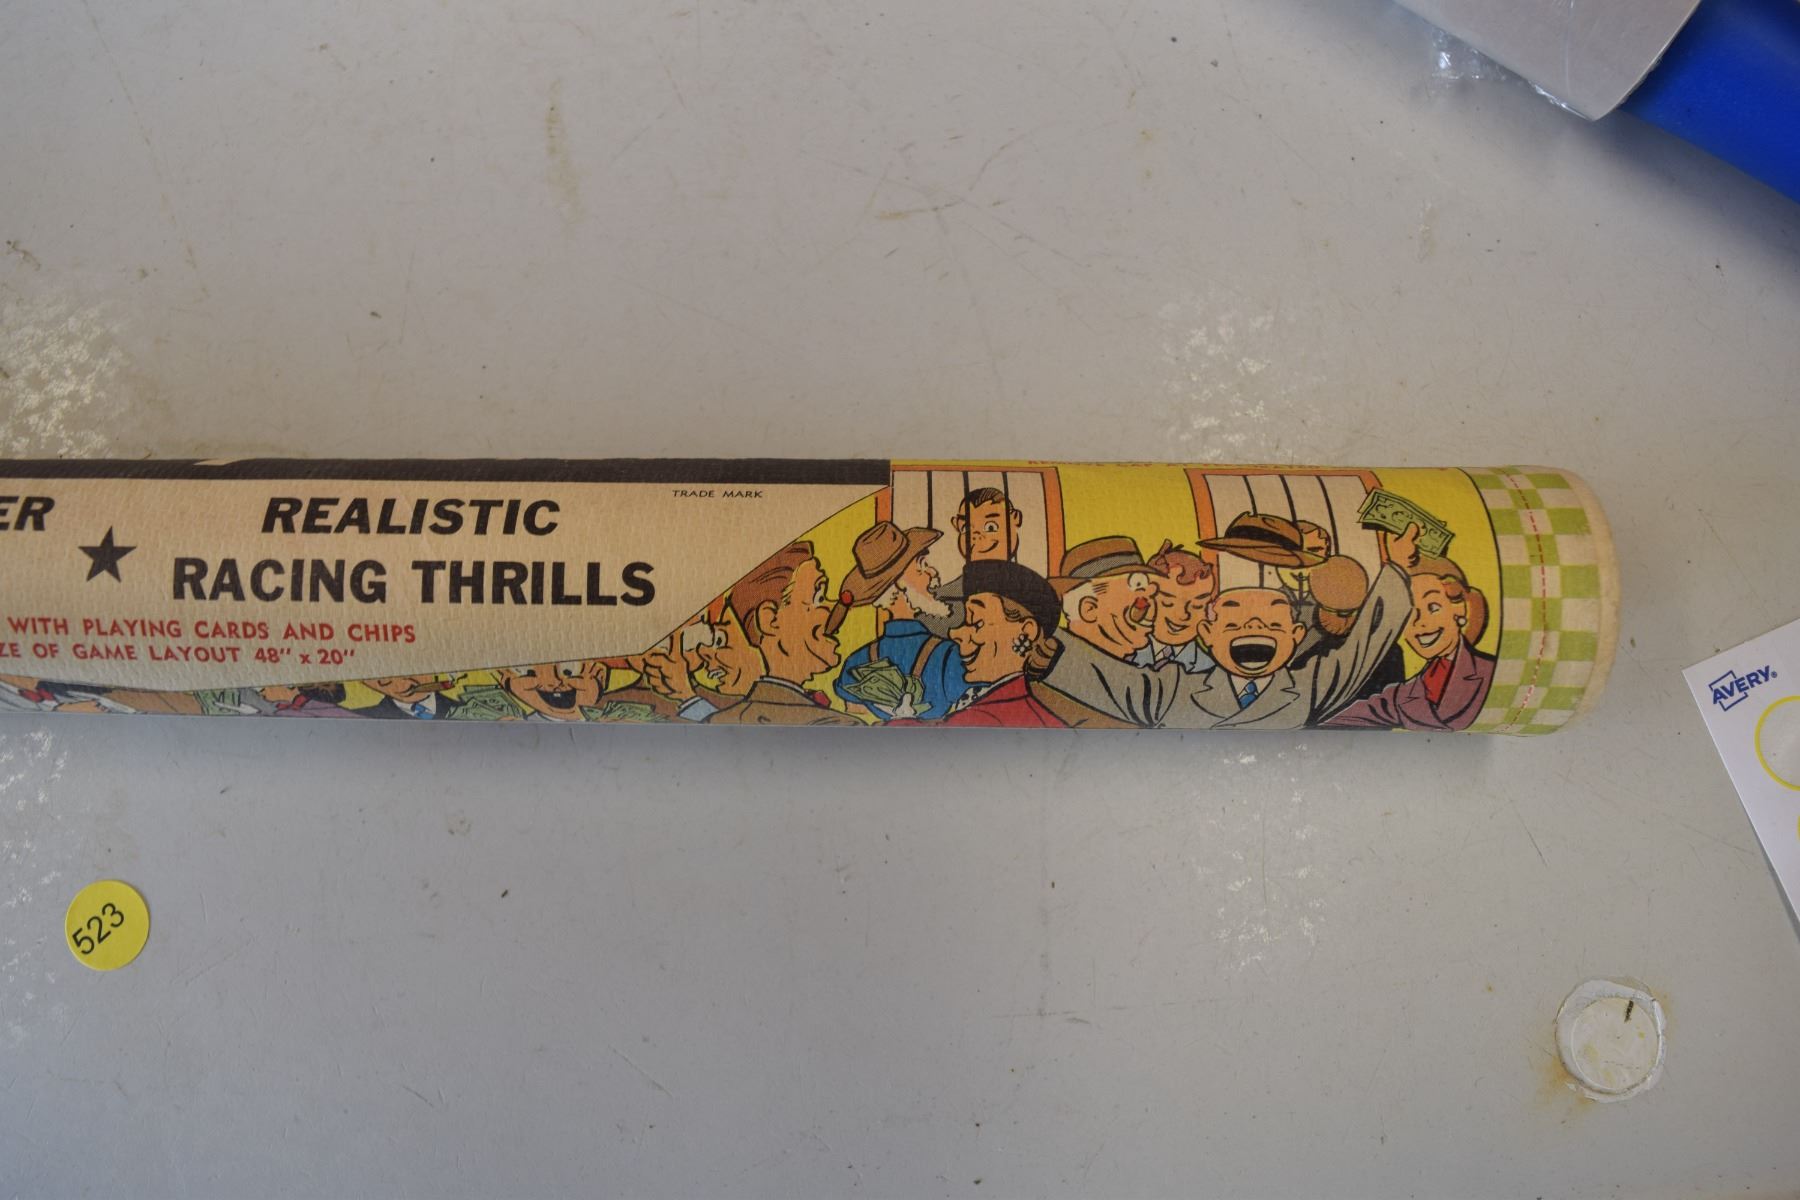 TRADE MARK
ER ★ REALISTIC
RACING THRILLS
WITH PLAYING CARDS AND CHIPS
ZE OF GAME LAYOUT 48" x 20"
AVERY®
523